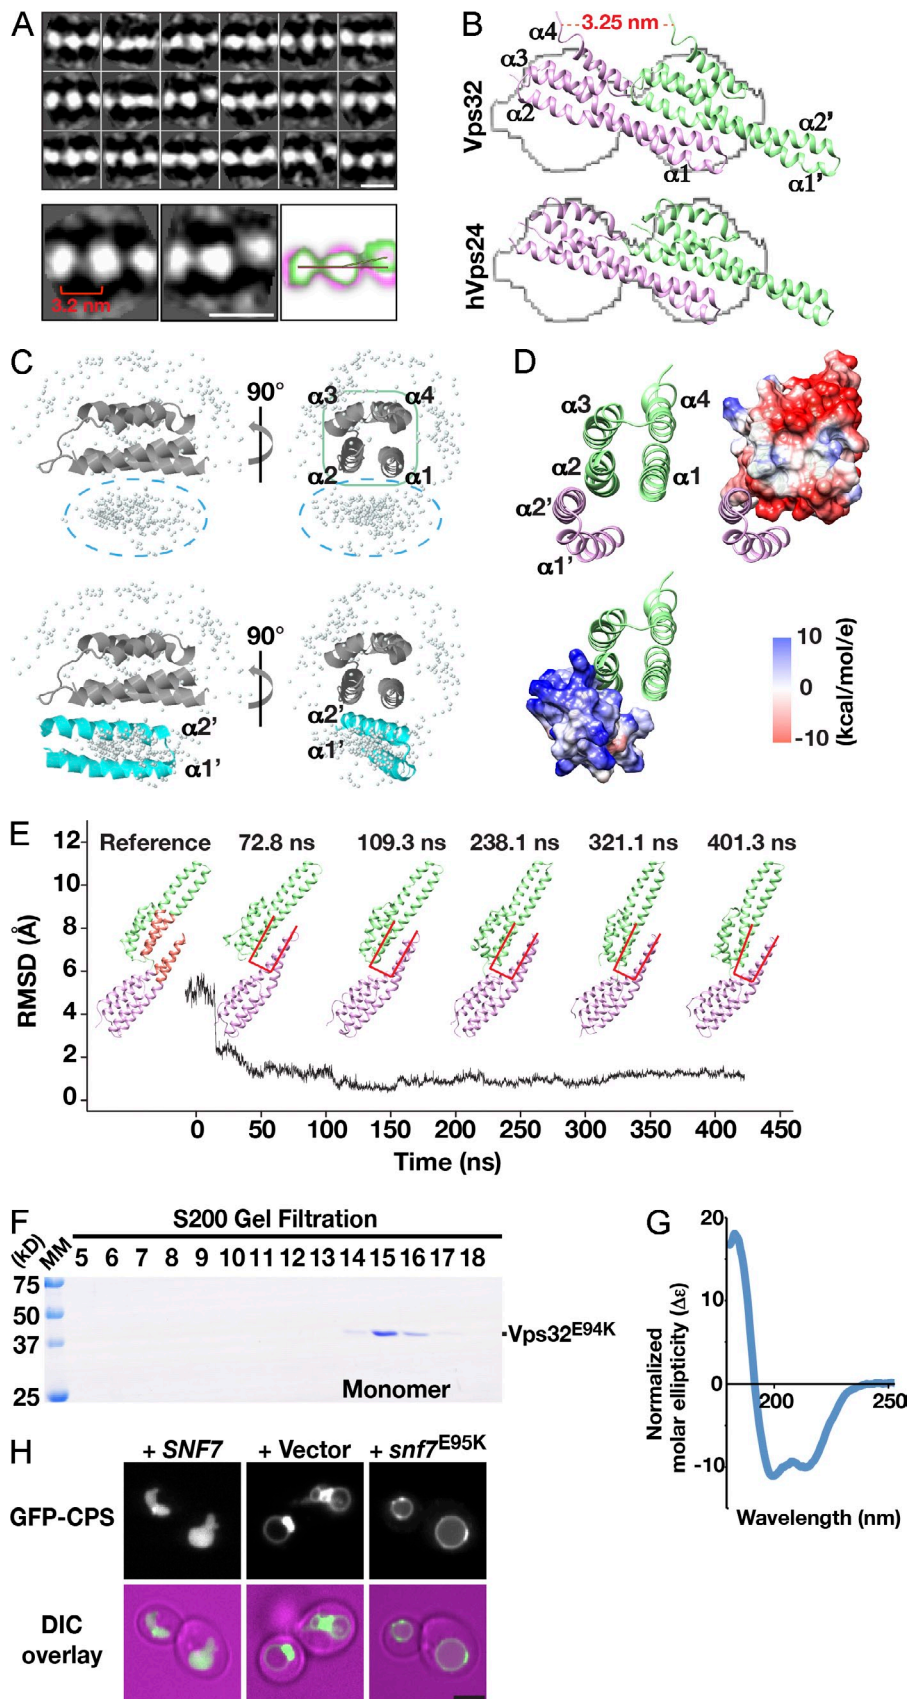 A
3.2 nm
B
α4
3.25 nm
α3
α2
α1
α2'
α1'
Vps32
hVps24
C
90°
α3
α4
α2
α1
90°
α2'
α1'
α2'
α1'
D
α3
α4
α2
α1
α2'
α1'
10
0
-10
(kcal/mol/e)
E
Reference
72.8 ns
109.3 ns
238.1 ns
321.1 ns
401.3 ns
12
10
8
6
4
2
0
RMSD (Å)
0
50
100
150
200
250
300
350
400
450
Time (ns)
F
S200 Gel Filtration
(kD)
MM
5 6 7 8 9 10 11 12 13 14 15 16 17 18
75
50
37
25
-Vps32E94K
Monomer
G
20
10
0
-10
200
250
Normalized
molar ellipticity (Δε)
Wavelength (nm)
H
+ SNF7
+ Vector
+ snf7E95K
GFP-CPS
DIC
overlay